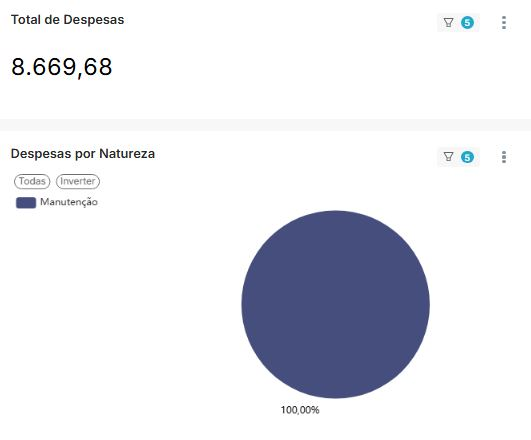 Total de Despesas
5
8.669,68
Despesas por Natureza
5
Todas Inverter
Manutenção
100,00%